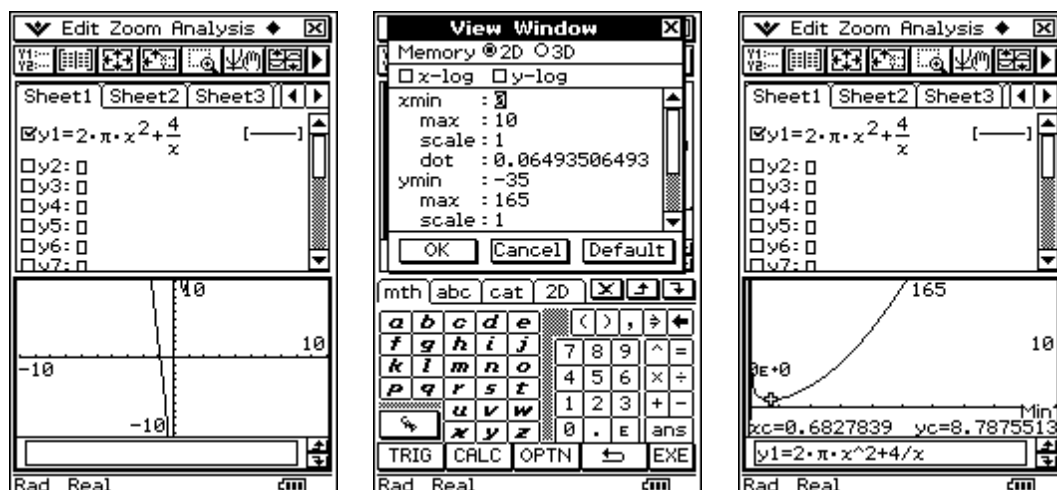 Edit Zoom Analysis ◆
Sheet1 Sheet2 Sheet3
y1=2·π·x²+4/x [—]
y2:
y3:
y4:
y5:
y6:
y7:
y 10
10
-10
-10
Rad Real
View Window
Memory 2D 3D
x-log y-log
xmin :
max :10
scale :1
dot :0.06493506493
ymin :-35
max :165
scale :1
OK Cancel Default
mth abc cat 2D
a b c d e ( ) , ⇒ ←
f g h i j 7 8 9 ^ =
k l m n o 4 5 6 × ÷
p q r s t 1 2 3 + −
u v w 0 . E ans
x y z
TRIG CALC OPTN EXE
Rad Real
Edit Zoom Analysis ◆
Sheet1 Sheet2 Sheet3
y1=2·π·x²+4/x [—]
y2:
y3:
y4:
y5:
y6:
y7:
165
10
0E+0
Min
xc=0.6827839 yc=8.7875513
y1=2·π·x^2+4/x
Rad Real